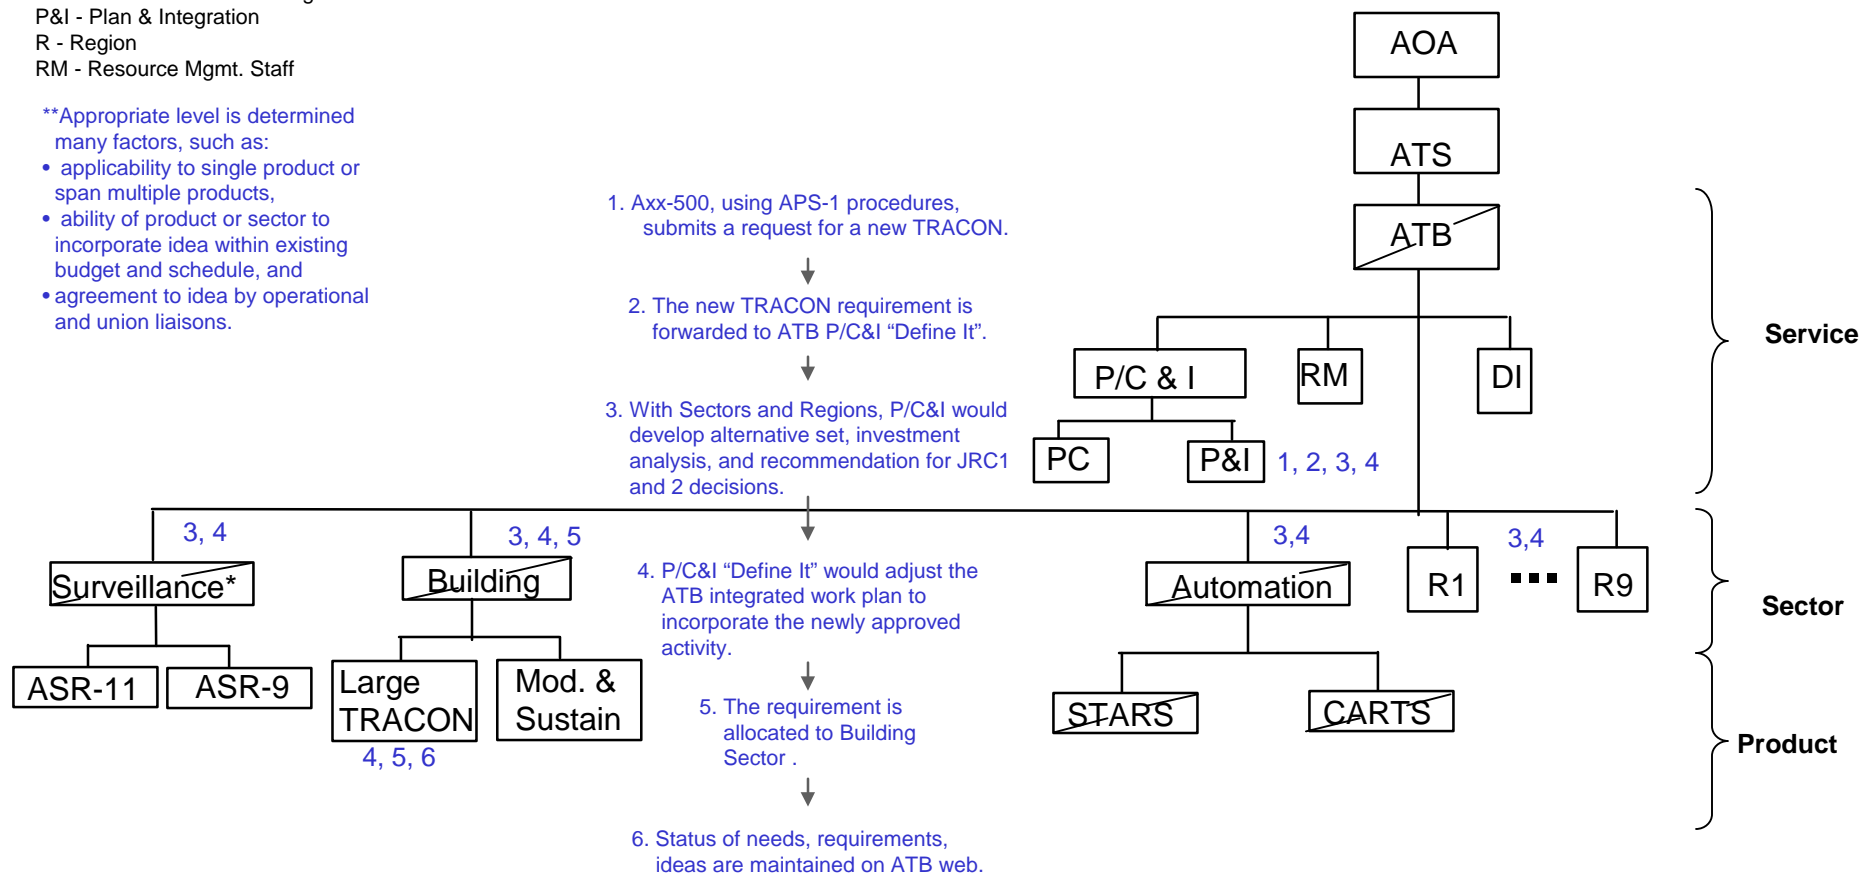 P&I - Plan & Integration
R - Region
RM - Resource Mgmt. Staff
**Appropriate level is determined
many factors, such as:
• applicability to single product or
span multiple products,
• ability of product or sector to
incorporate idea within existing
budget and schedule, and
• agreement to idea by operational
and union liaisons.
1. Axx-500, using APS-1 procedures,
submits a request for a new TRACON.
2. The new TRACON requirement is
forwarded to ATB P/C&I “Define It”.
3. With Sectors and Regions, P/C&I would
develop alternative set, investment
analysis, and recommendation for JRC1
and 2 decisions.
4. P/C&I “Define It” would adjust the
ATB integrated work plan to
incorporate the newly approved
activity.
5. The requirement is
allocated to Building
Sector .
6. Status of needs, requirements,
ideas are maintained on ATB web.
AOA
ATS
ATB
P/C & I
RM
DI
PC
P&I
1, 2, 3, 4
Service
3, 4
3, 4, 5
3,4
3,4
Surveillance*
Building
Automation
R1
R9
Sector
ASR-11
ASR-9
Large
TRACON
4, 5, 6
Mod. &
Sustain
STARS
CARTS
Product